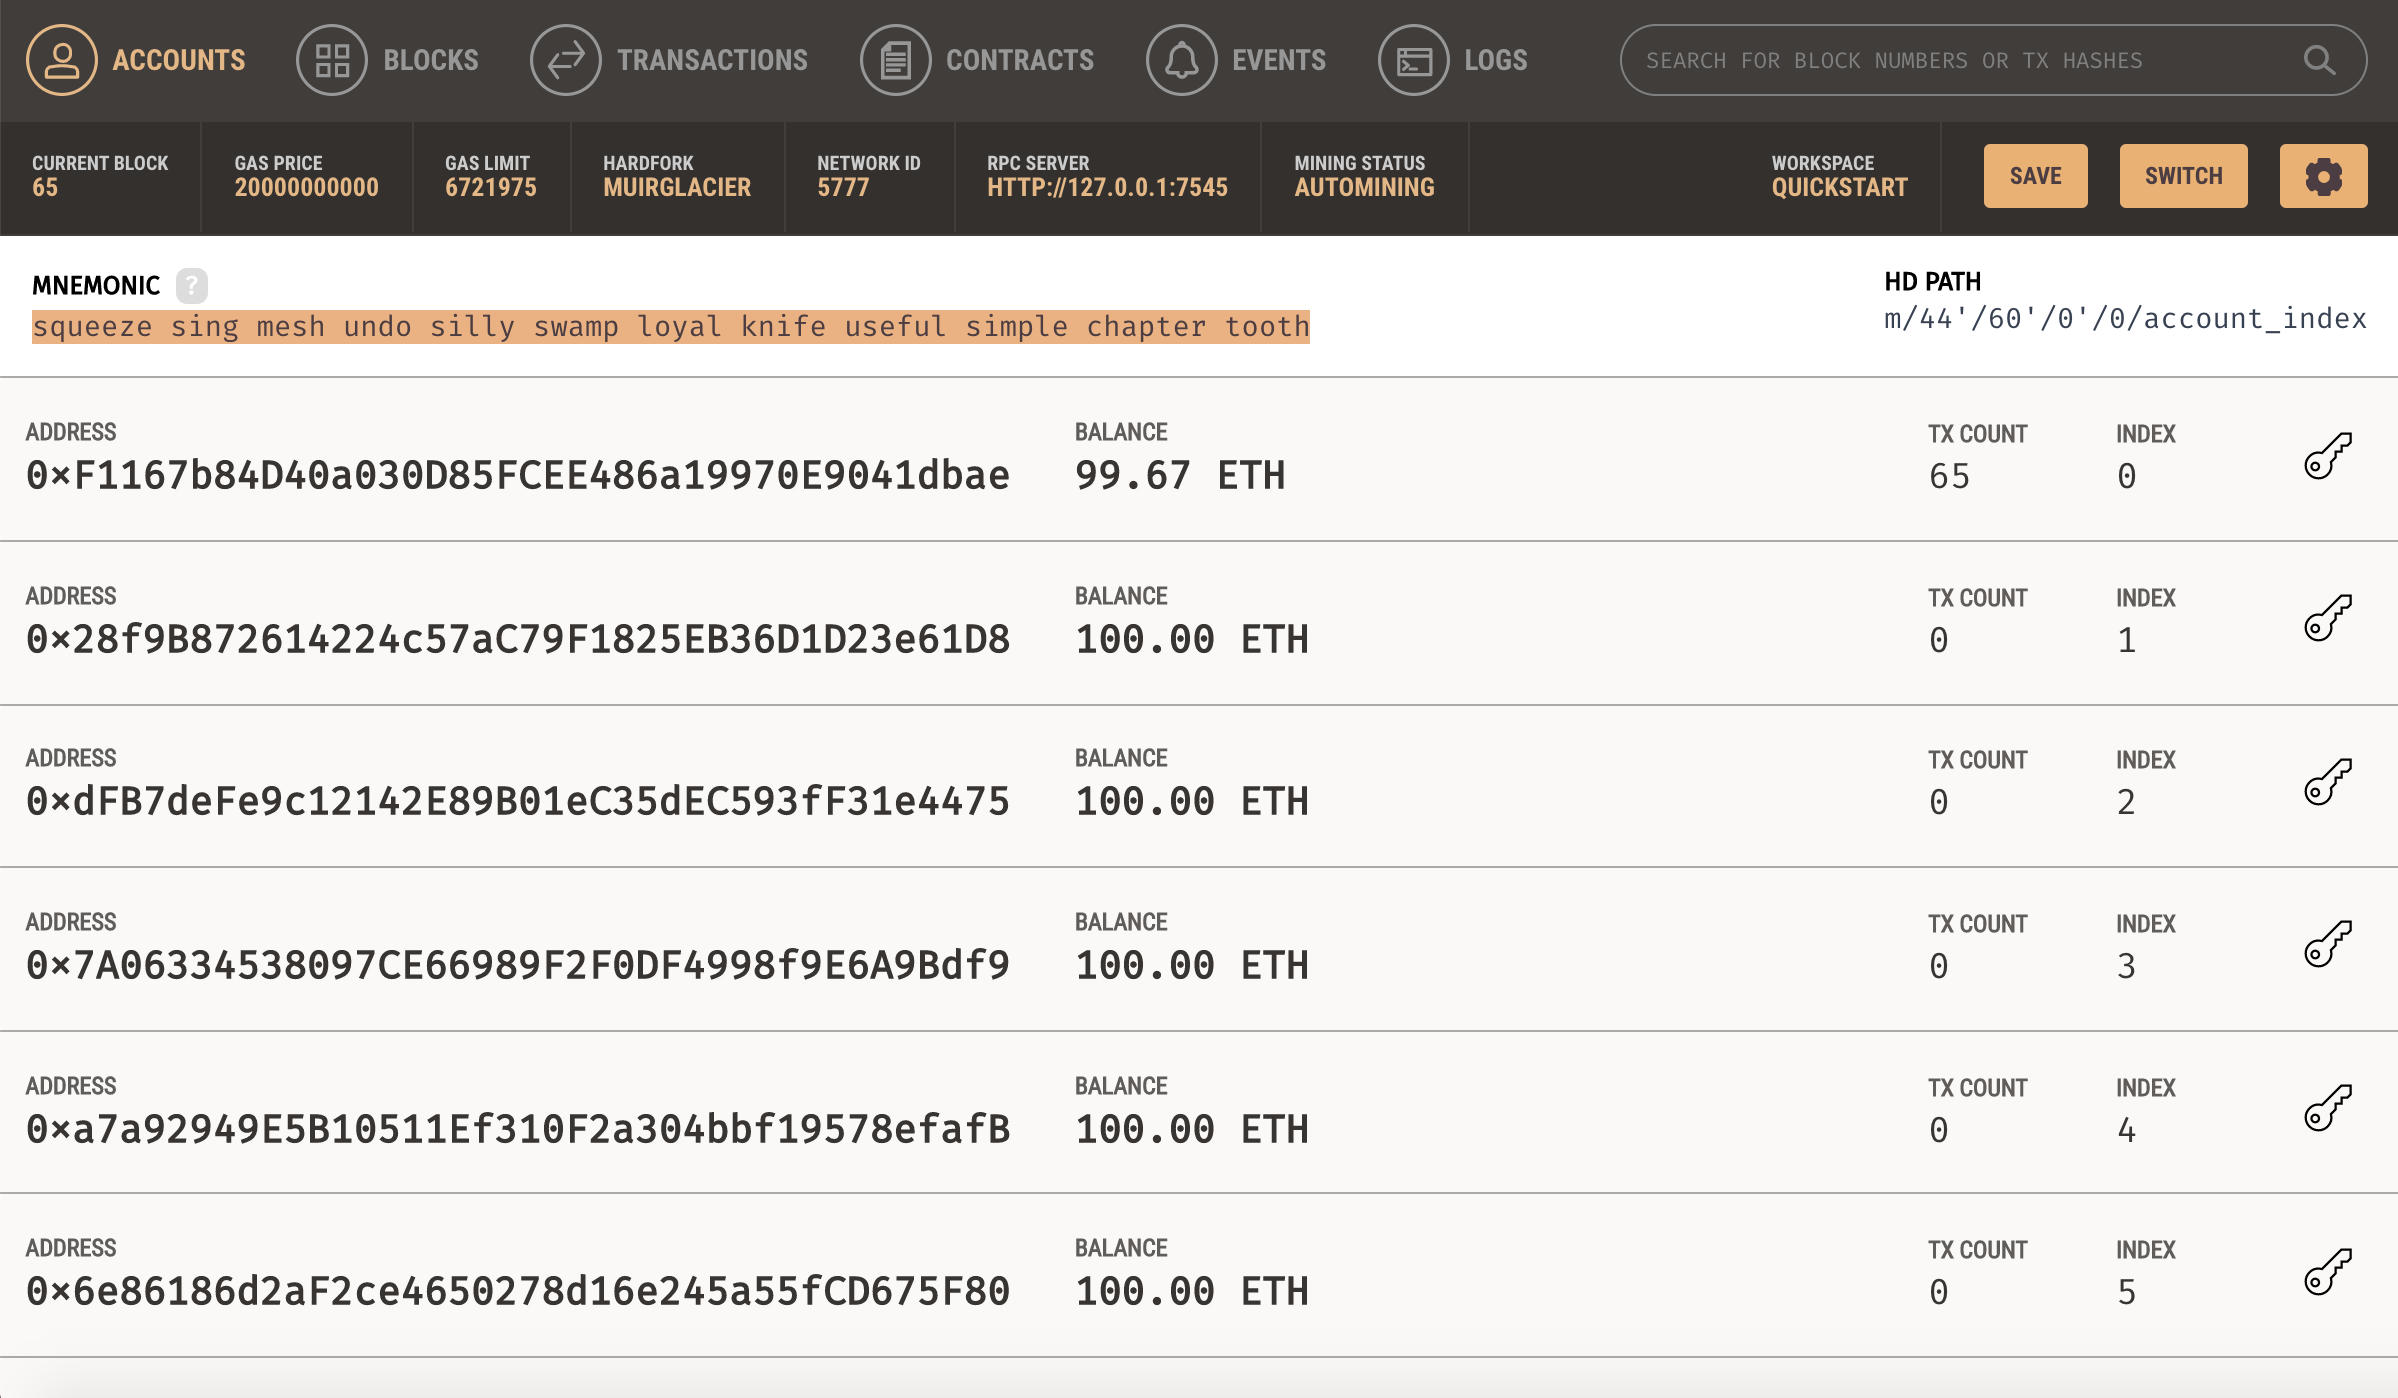 ACCOUNTS BLOCKS TRANSACTIONS CONTRACTS EVENTS LOGS SEARCH FOR BLOCK NUMBERS OR TX HASHES
CURRENT BLOCK GAS PRICE GAS LIMIT HARDFORK NETWORK ID RPC SERVER MINING STATUS WORKSPACE
65 20000000000 6721975 MUIRGLACIER 5777 HTTP://127.0.0.1:7545 AUTOMINING QUICKSTART SAVE SWITCH
MNEMONIC ? HD PATH
squeeze sing mesh undo silly swamp loyal knife useful simple chapter tooth m/44'/60'/0'/0/account_index
ADDRESS BALANCE TX COUNT INDEX
0×F1167b84D40a030D85FCEE486a19970E9041dbae 99.67 ETH 65 0
ADDRESS BALANCE TX COUNT INDEX
0×28f9B872614224c57aC79F1825EB36D1D23e61D8 100.00 ETH 0 1
ADDRESS BALANCE TX COUNT INDEX
0×dFB7deFe9c12142E89B01eC35dEC593fF31e4475 100.00 ETH 0 2
ADDRESS BALANCE TX COUNT INDEX
0×7A06334538097CE66989F2F0DF4998f9E6A9Bdf9 100.00 ETH 0 3
ADDRESS BALANCE TX COUNT INDEX
0×a7a92949E5B10511Ef310F2a304bbf19578efafB 100.00 ETH 0 4
ADDRESS BALANCE TX COUNT INDEX
0×6e86186d2aF2ce4650278d16e245a55fCD675F80 100.00 ETH 0 5